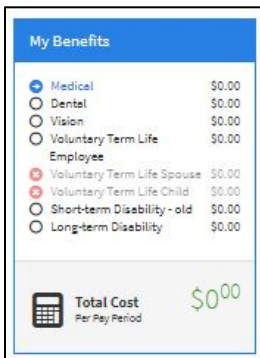 My Benefits
Medical $0.00
Dental $0.00
Vision $0.00
Voluntary Term Life $0.00
Employee
Voluntary Term Life Spouse $0.00
Voluntary Term Life Child $0.00
Short-term Disability - old $0.00
Long-term Disability $0.00
Total Cost $0.00
Per Pay Period